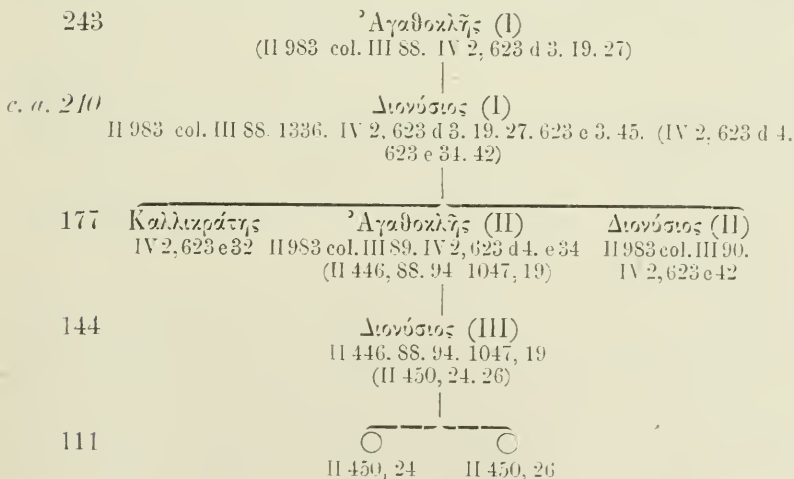 243 Ἀγαθοκλῆς (I)
(II 983 col. III 88. IV 2, 623 d 3. 19. 27)
c. a. 210 Διονύσιος (I)
II 983 col. III 88. 1336. IV 2, 623 d 3. 19. 27. 623 e 3. 45. (IV 2, 623 d 4.
623 e 34. 42)
177 Καλλικράτης Ἀγαθοκλῆς (II) Διονύσιος (II)
IV 2, 623 e 32 II 983 col. III 89. IV 2, 623 d 4. e 34 II 983 col. III 90.
(II 446, 88. 94 1047, 19) IV 2, 623 e 42
144 Διονύσιος (III)
II 446. 88. 94. 1047, 19
(II 450, 24. 26)
111
II 450, 24 II 450, 26